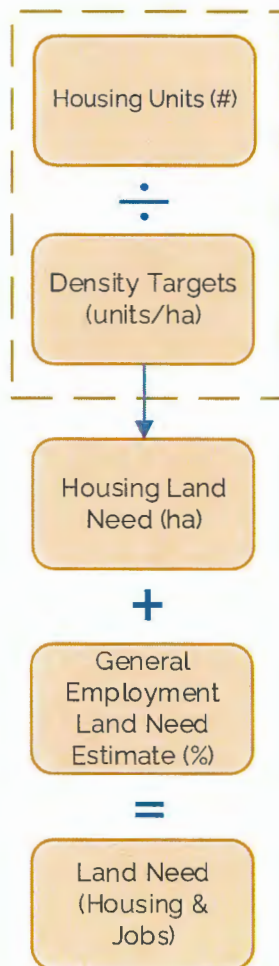 Housing Units (#)
÷
Density Targets
(units/ha)
Housing Land
Need (ha)
+
General
Employment
Land Need
Estimate (%)
=
Land Need
(Housing &
Jobs)